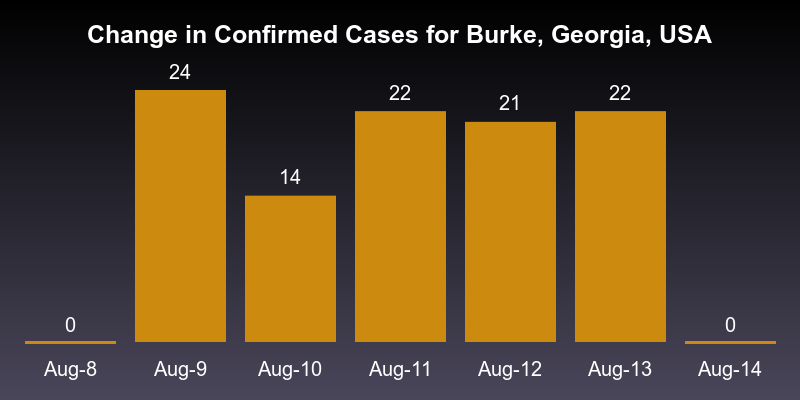 Change in Confirmed Cases for Burke, Georgia, USA
0 24 14 22 21 22 0
Aug-8 Aug-9 Aug-10 Aug-11 Aug-12 Aug-13 Aug-14